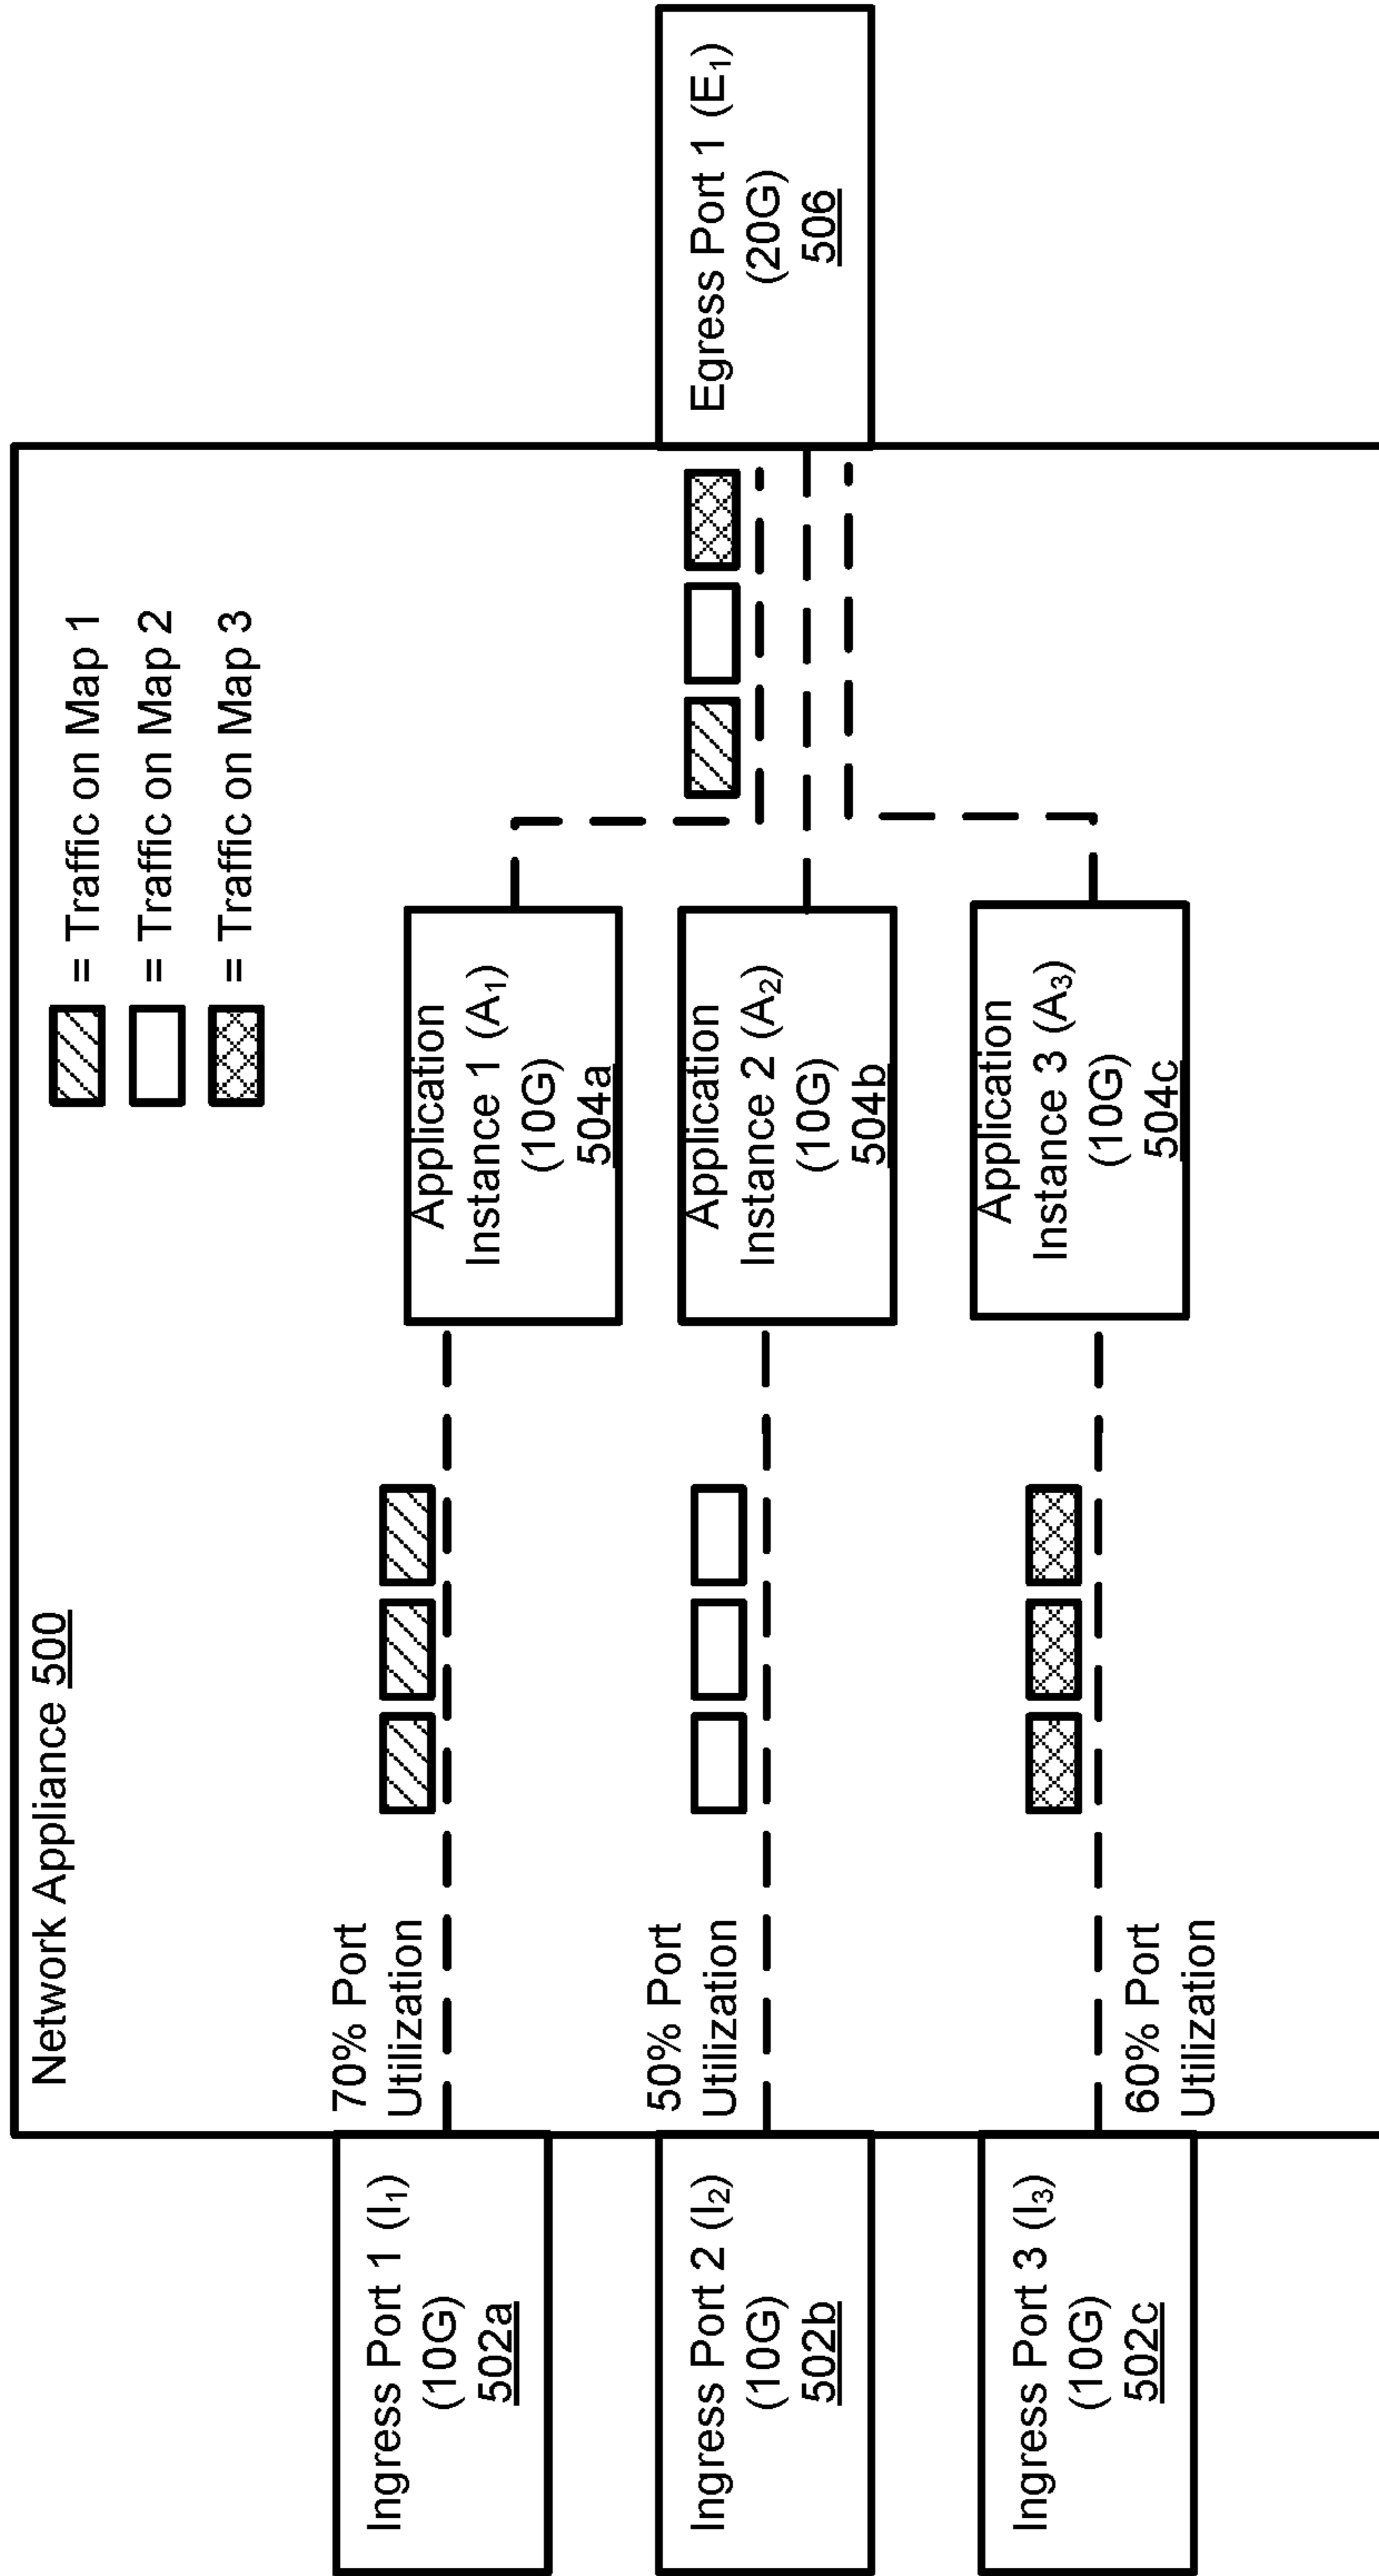 Network Appliance 500
= Traffic on Map 1
= Traffic on Map 2
= Traffic on Map 3
Ingress Port 1 (I₁)
(10G)
502a
70% Port
Utilization
Application
Instance 1 (A₁)
(10G)
504a
Ingress Port 2 (I₂)
(10G)
502b
50% Port
Utilization
Application
Instance 2 (A₂)
(10G)
504b
Egress Port 1 (E₁)
(20G)
506
Ingress Port 3 (I₃)
(10G)
502c
60% Port
Utilization
Application
Instance 3 (A₃)
(10G)
504c